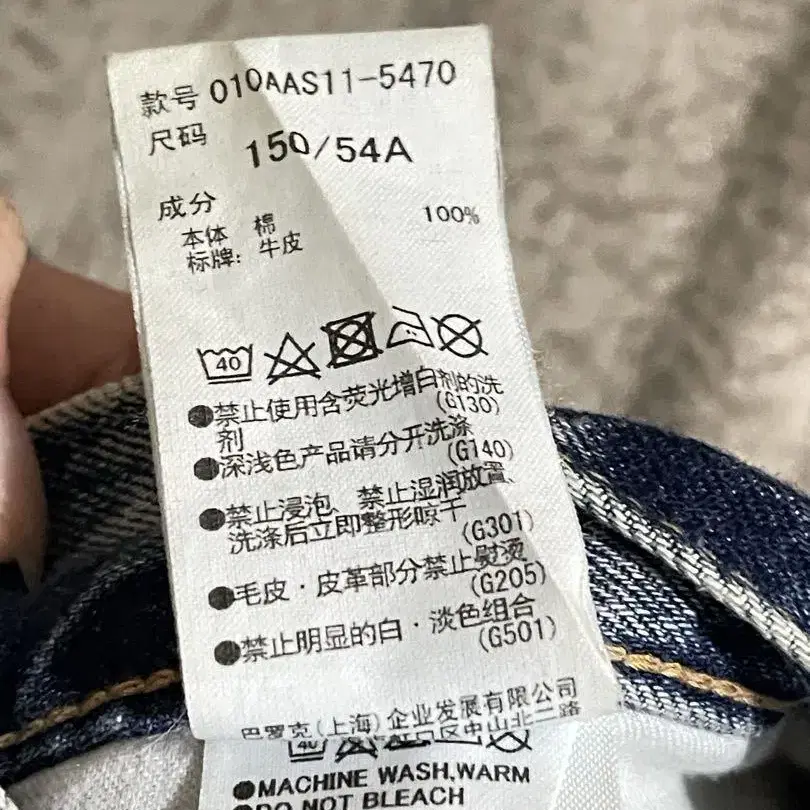 款号 010AAS11-5470
尺码 150/54A
成分
本体 棉 100%
标牌: 牛皮
40
●禁止使用含荧光增白剂的洗
剂 (G130)
●深浅色产品请分开洗涤
(G140)
●禁止浸泡、禁止湿润放置、
洗涤后立即整形晾干
(G301)
●毛皮·皮革部分禁止熨烫
(G205)
●禁止明显的白·淡色组合
(G501)
巴罗克(上海)企业发展有限公司
40
●MACHINE WASH,WARM
●DO NOT BLEACH